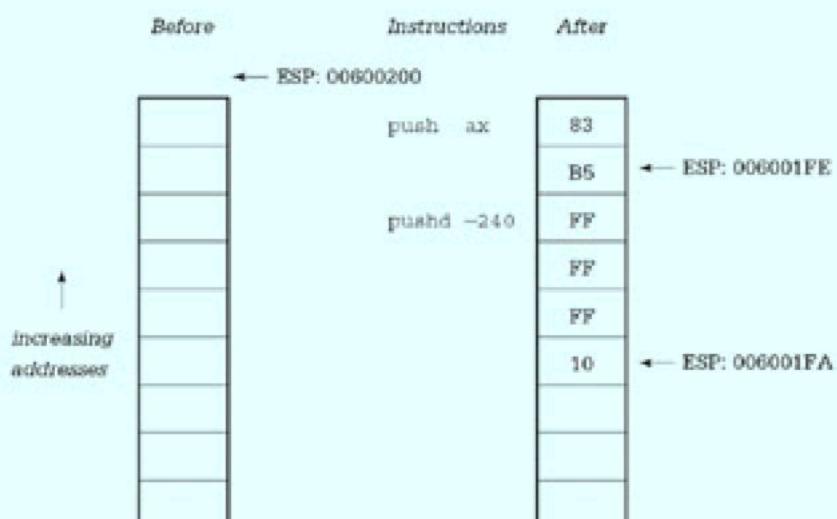 Before Instructions After
← ESP: 00600200
push ax 83
B5 ← ESP: 006001FE
pushd −240 FF
FF
FF
increasing
addresses
10 ← ESP: 006001FA